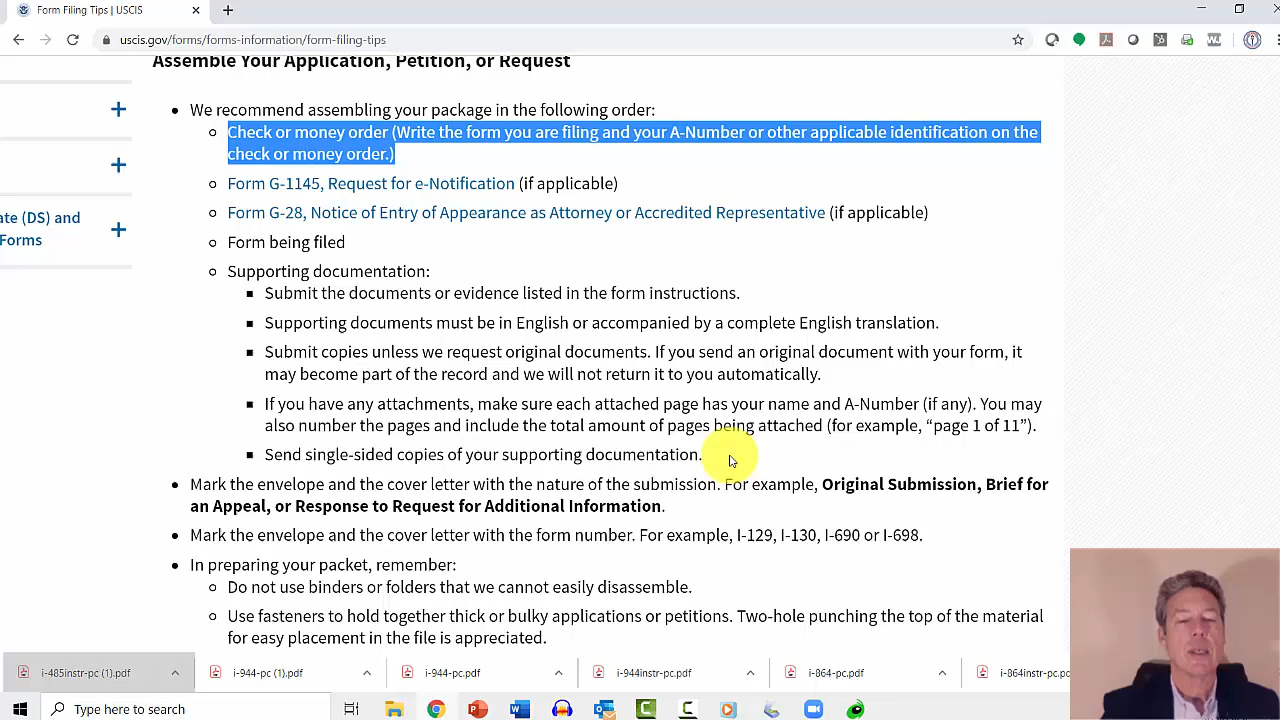 Form Filing Tips | USCIS
uscis.gov/forms/forms-information/form-filing-tips
Assemble Your Application, Petition, or Request
We recommend assembling your package in the following order:
Check or money order (Write the form you are filing and your A-Number or other applicable identification on the
check or money order.)
Form G-1145, Request for e-Notification (if applicable)
ate (DS) and
Forms
Form G-28, Notice of Entry of Appearance as Attorney or Accredited Representative (if applicable)
Form being filed
Supporting documentation:
Submit the documents or evidence listed in the form instructions.
Supporting documents must be in English or accompanied by a complete English translation.
Submit copies unless we request original documents. If you send an original document with your form, it
may become part of the record and we will not return it to you automatically.
If you have any attachments, make sure each attached page has your name and A-Number (if any). You may
also number the pages and include the total amount of pages being attached (for example, “page 1 of 11”).
Send single-sided copies of your supporting documentation.
Mark the envelope and the cover letter with the nature of the submission. For example, Original Submission, Brief for
an Appeal, or Response to Request for Additional Information.
Mark the envelope and the cover letter with the form number. For example, I-129, I-130, I-690 or I-698.
In preparing your packet, remember:
Do not use binders or folders that we cannot easily disassemble.
Use fasteners to hold together thick or bulky applications or petitions. Two-hole punching the top of the material
for easy placement in the file is appreciated.
i-485instr-pc (1).pdf
i-944-pc (1).pdf
i-944-pc.pdf
i-944instr-pc.pdf
i-864-pc.pdf
i-864instr-pc.pd
Type here to search